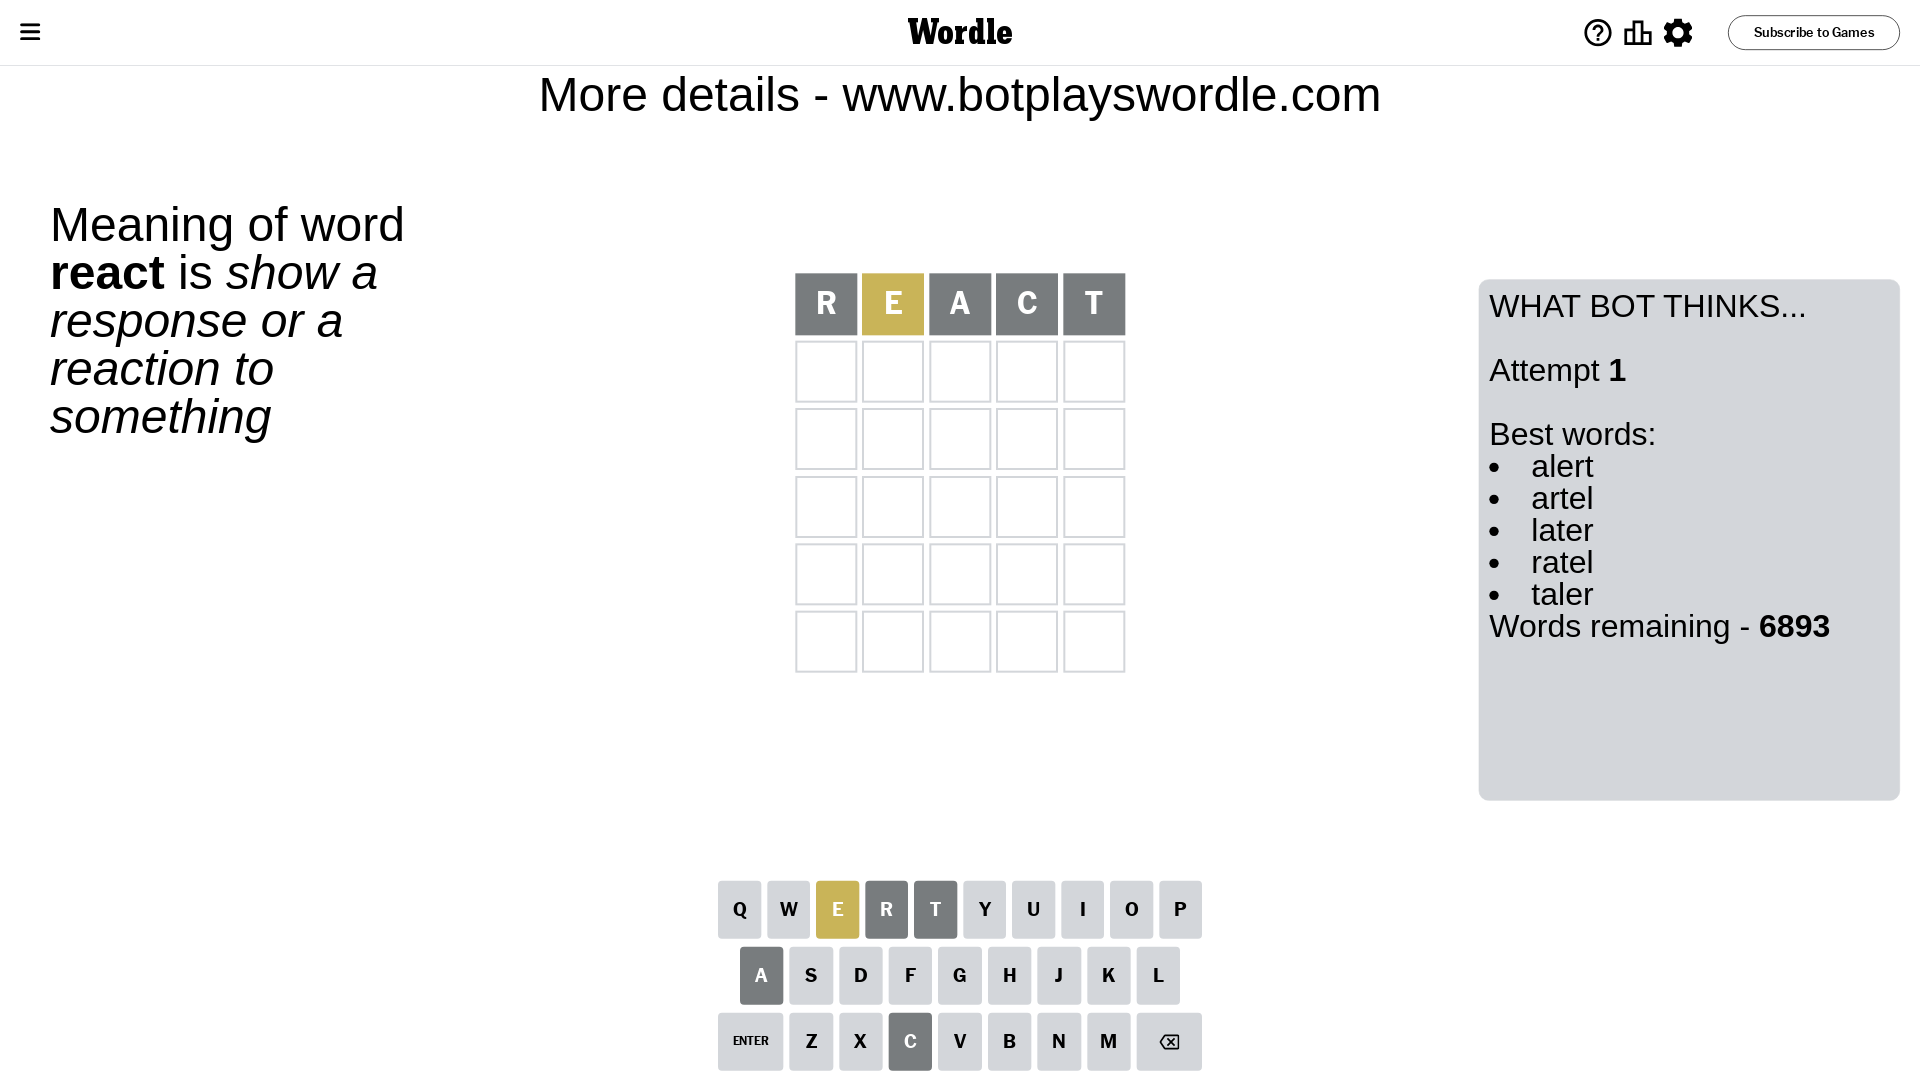 Wordle
Subscribe to Games
More details - www.botplayswordle.com
Meaning of word
react is show a
response or a
reaction to
something
R E A C T
WHAT BOT THINKS...
Attempt 1
Best words:
• alert
• artel
• later
• ratel
• taler
Words remaining - 6893
Q W E R T Y U I O P
A S D F G H J K L
ENTER Z X C V B N M